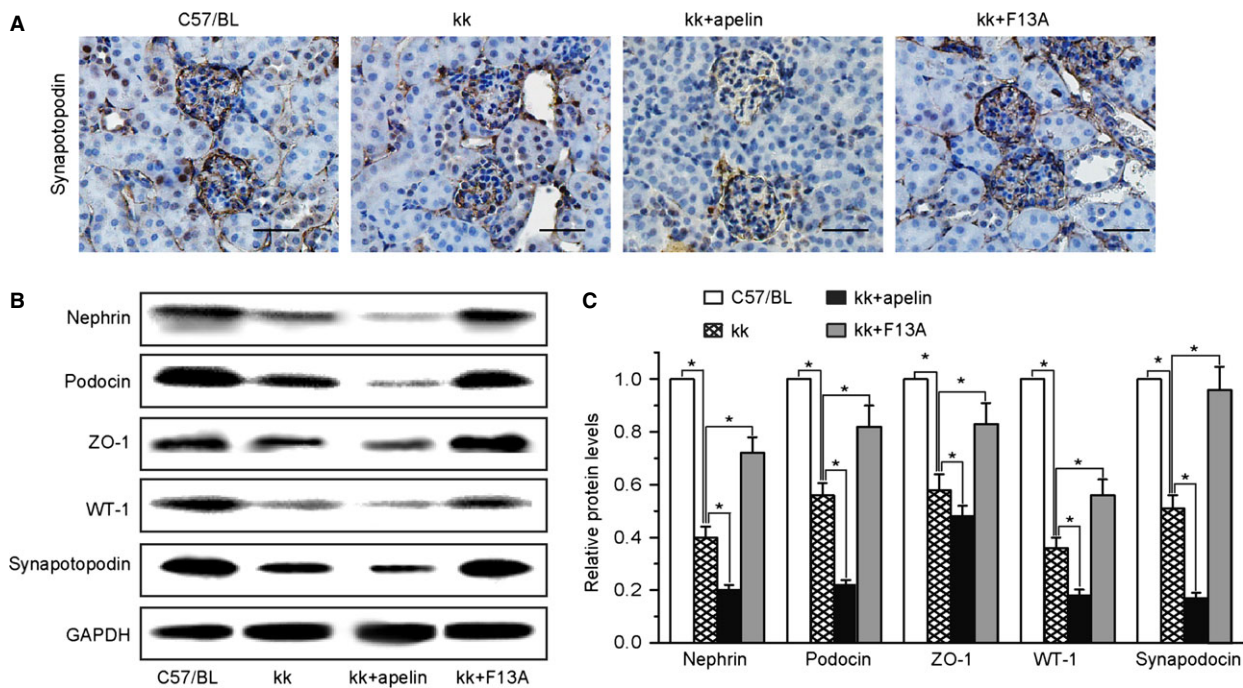 A
C57/BL kk kk+apelin kk+F13A
Synapotopodin
B
Nephrin
Podocin
ZO-1
WT-1
Synapotopodin
GAPDH
C57/BL kk kk+apelin kk+F13A
C
C57/BL kk+apelin
kk kk+F13A
Relative protein levels
1.0
0.8
0.6
0.4
0.2
0.0
* * * * * *
* * * *
* * * * *
Nephrin Podocin ZO-1 WT-1 Synapodocin